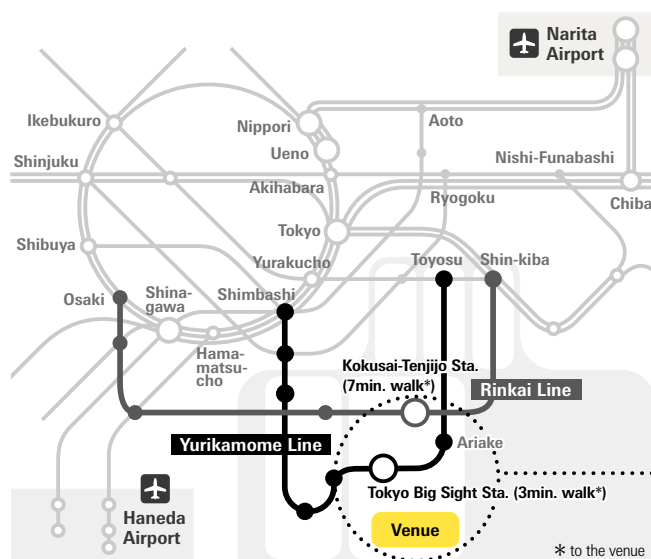 Narita
Airport
Ikebukuro
Nippori
Aoto
Ueno
Shinjuku
Nishi-Funabashi
Akihabara
Ryogoku
Chiba
Tokyo
Shibuya
Yurakucho
Toyosu
Shin-kiba
Osaki
Shina-
gawa
Shimbashi
Hama-
matsu-
cho
Kokusai-Tenjijo Sta.
(7min. walk*)
Rinkai Line
Yurikamome Line
Ariake
Tokyo Big Sight Sta. (3min. walk*)
Haneda
Airport
Venue
* to the venue